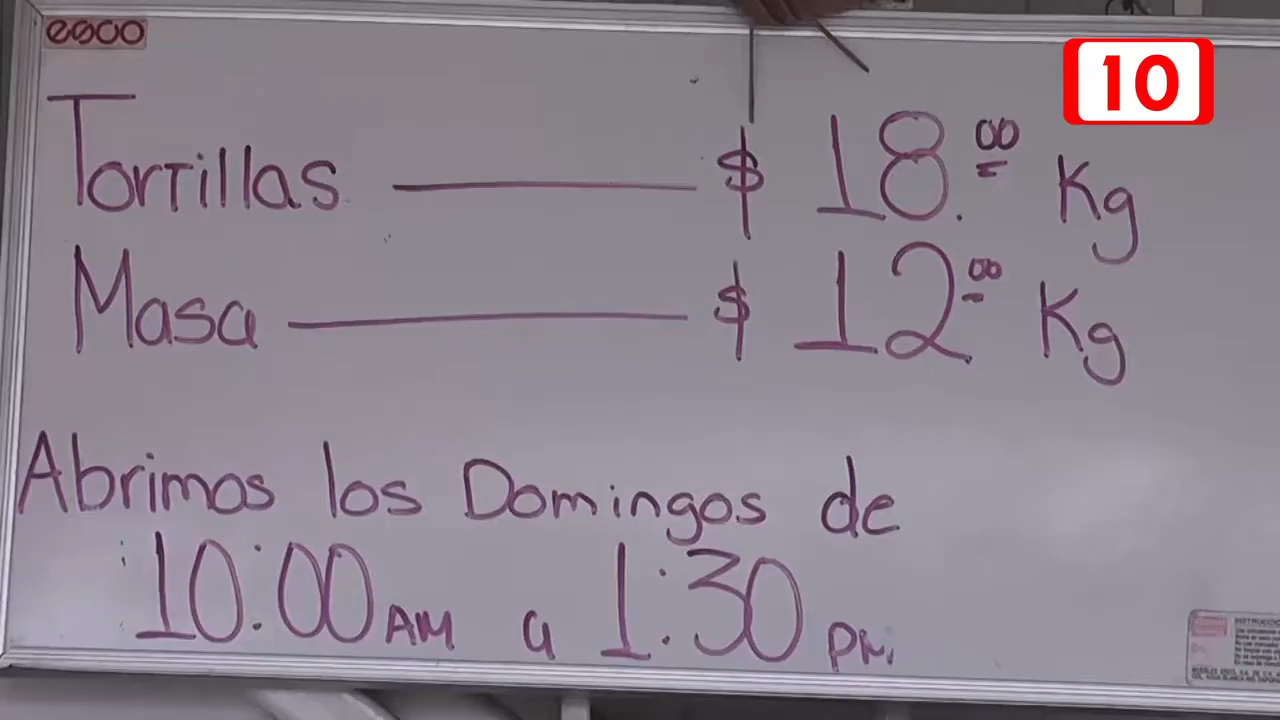 esco
10
Tortillas ——— $ 18.00 Kg
Masa ——— $ 12.00 Kg
Abrimos los Domingos de
10:00 AM a 1:30 PM.
INSTRUCCIO